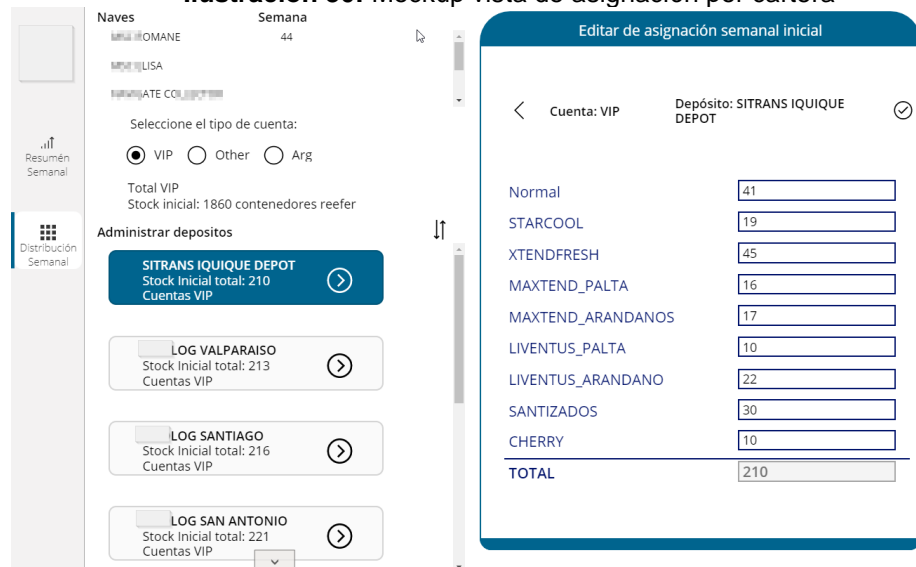 Mockup vista de asignación por cartera
Naves Semana
OMANE 44
LISA
ATE
Seleccione el tipo de cuenta:
VIP Other Arg
Total VIP
Stock inicial: 1860 contenedores reefer
Administrar depositos
SITRANS IQUIQUE DEPOT
Stock Inicial total: 210
Cuentas VIP
LOG VALPARAISO
Stock Inicial total: 213
Cuentas VIP
LOG SANTIAGO
Stock Inicial total: 216
Cuentas VIP
LOG SAN ANTONIO
Stock Inicial total: 221
Cuentas VIP
Resumén
Semanal
Distribución
Semanal
Editar de asignación semanal inicial
Cuenta: VIP Depósito: SITRANS IQUIQUE
DEPOT
Normal 41
STARCOOL 19
XTENDFRESH 45
MAXTEND_PALTA 16
MAXTEND_ARANDANOS 17
LIVENTUS_PALTA 10
LIVENTUS_ARANDANO 22
SANTIZADOS 30
CHERRY 10
TOTAL 210